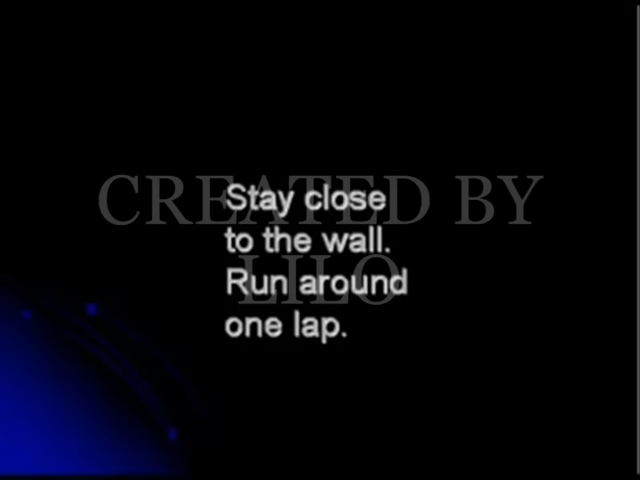 CREATED BY
LILO
Stay close
to the wall.
Run around
one lap.